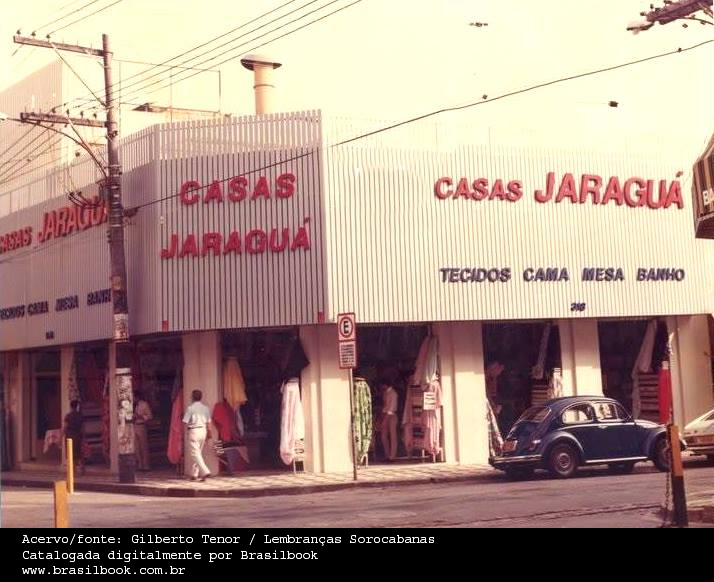 CASAS JARAGUÁ
TECIDOS CAMA MESA BANHO
CASAS
JARAGUÁ
CASAS JARAGUÁ
TECIDOS CAMA MESA BANHO
E
Acervo/fonte: Gilberto Tenor / Lembranças Sorocabanas
Catalogada digitalmente por Brasilbook
www.brasilbook.com.br